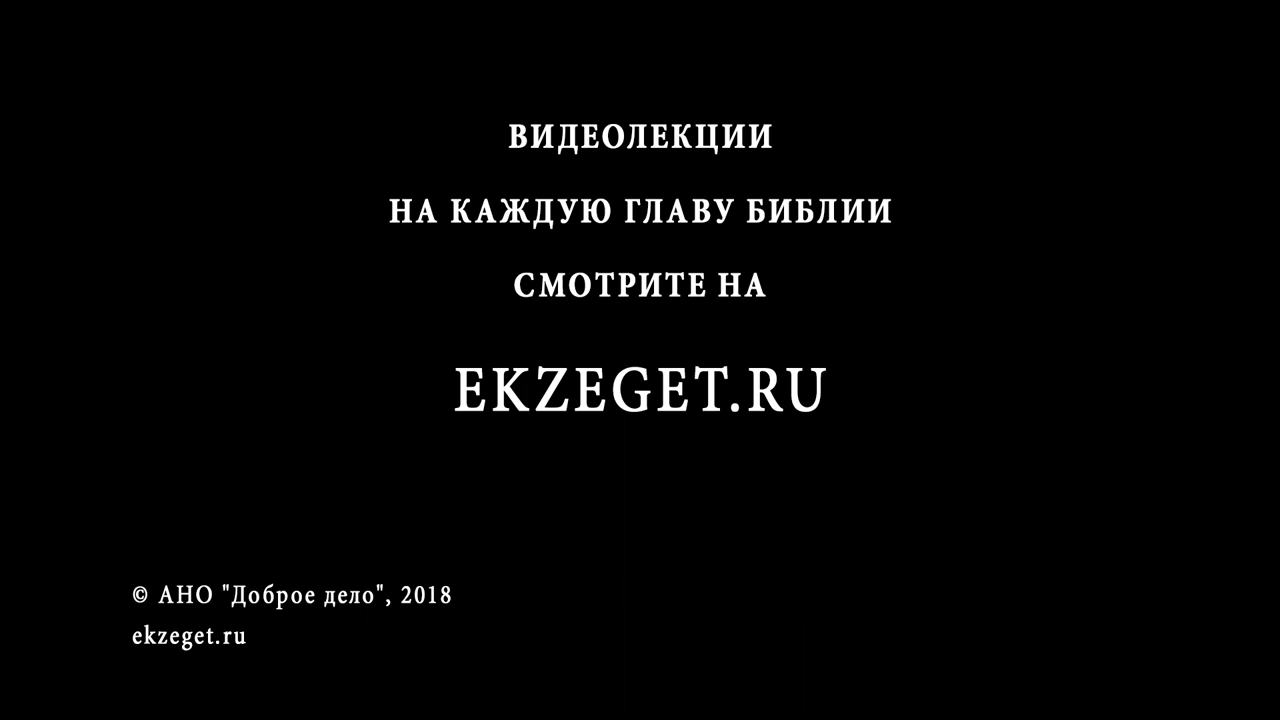 ВИДЕОЛЕКЦИИ
НА КАЖДУЮ ГЛАВУ БИБЛИИ
СМОТРИТЕ НА
EKZEGET.RU
© АНО "Доброе дело", 2018
ekzeget.ru